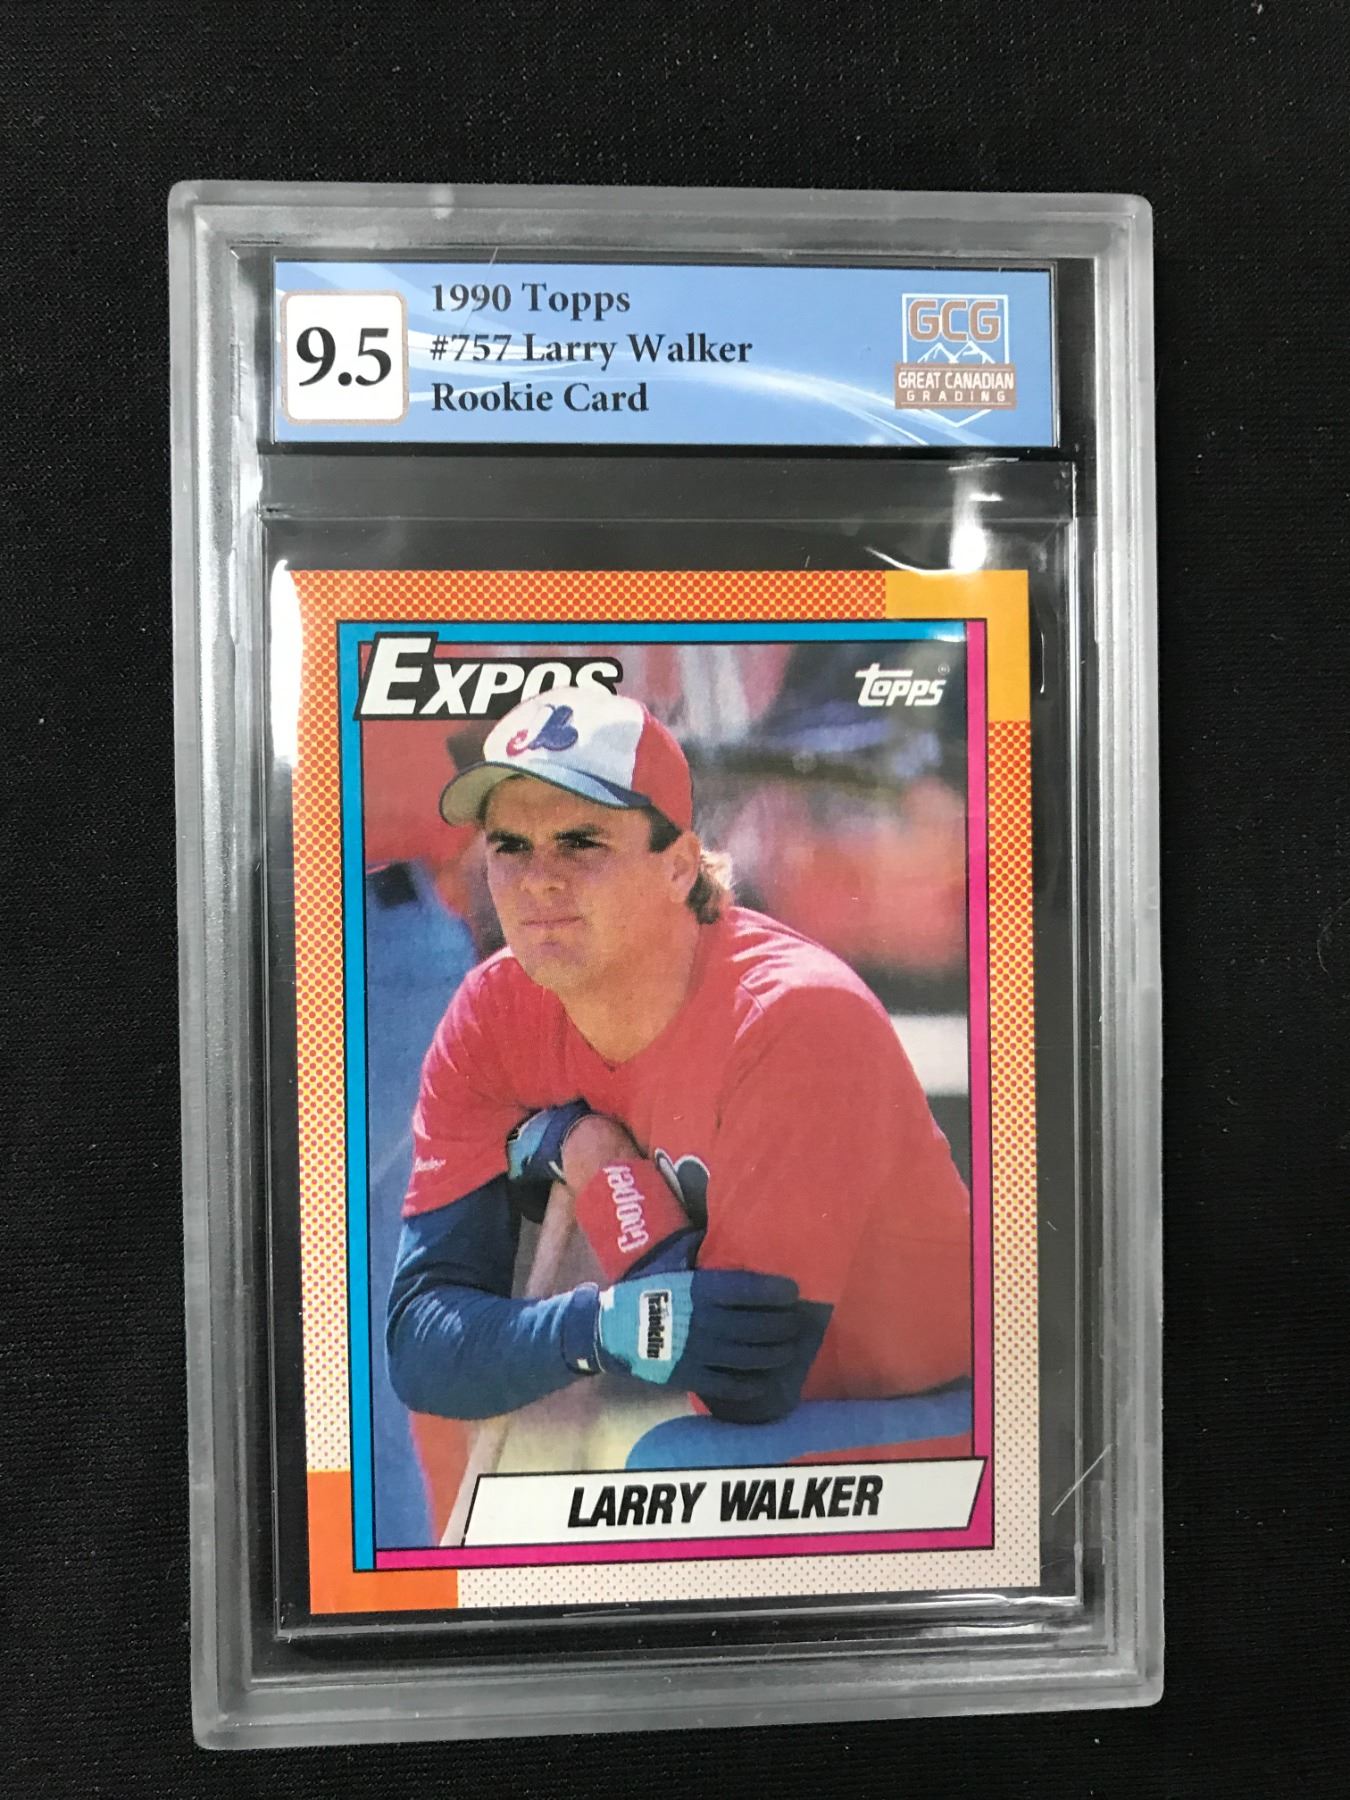 9.5
1990 Topps
#757 Larry Walker
Rookie Card
GCG
GREAT CANADIAN
GRADING
EXPOS
topps®
Cooper
Franklin
LARRY WALKER